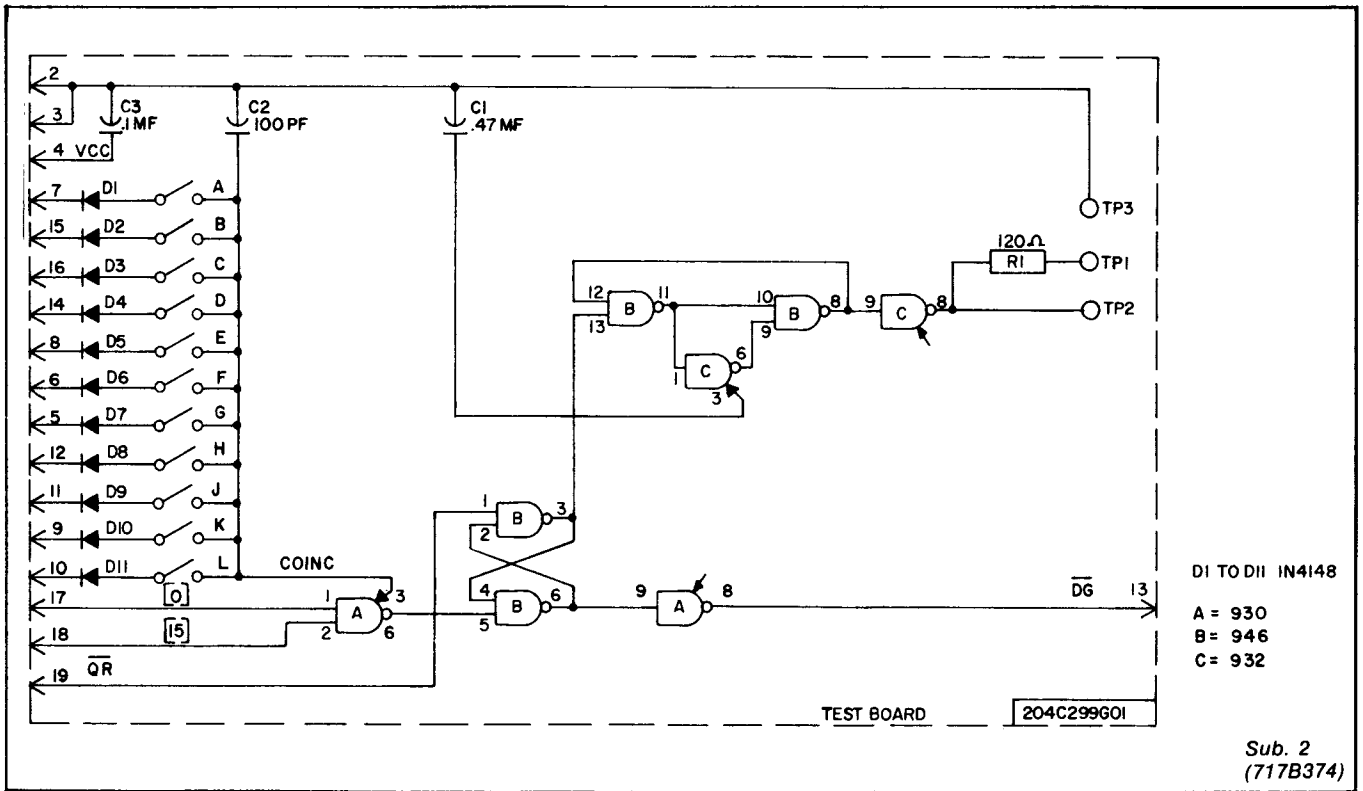 2
3
4 VCC
C3
.1MF
C2
100PF
C1
.47MF
7 D1 A
15 D2 B
16 D3 C
14 D4 D
8 D5 E
6 D6 F
5 D7 G
12 D8 H
11 D9 J
9 D10 K
10 D11 L
COINC
17 [0] 1
18 [15] 2
A 3
6
19 Q̅R̅
1
2
B 3
4
5
B 6
9 A 8
D̅G̅ 13
12
13
B 11
1 C 6
3
10
9
B 8
9 C 8
120Ω
R1
TP3
TP1
TP2
D1 TO D11 IN4148
A = 930
B = 946
C = 932
TEST BOARD 204C299G01
Sub. 2
(717B374)